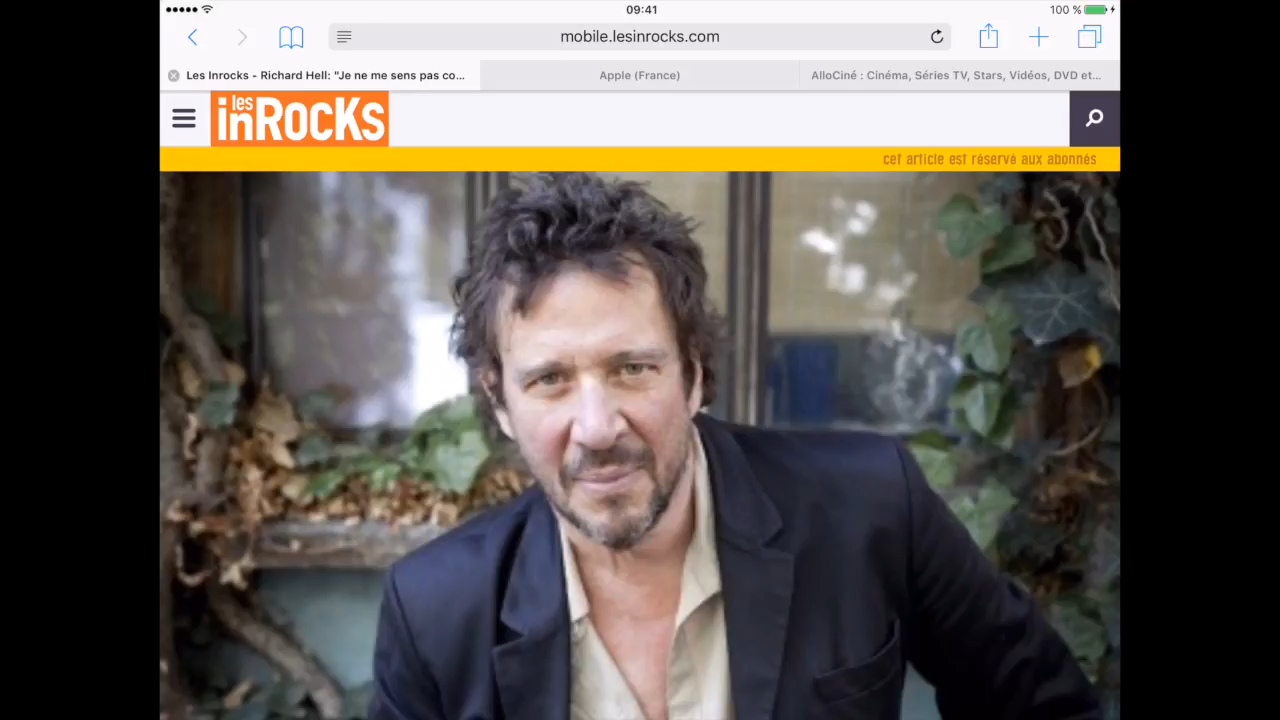 09:41
100 %
mobile.lesinrocks.com
Les Inrocks - Richard Hell: "Je ne me sens pas co...
Apple (France)
AlloCiné : Cinéma, Séries TV, Stars, Vidéos, DVD et...
les
inROCKS
cet article est réservé aux abonnés